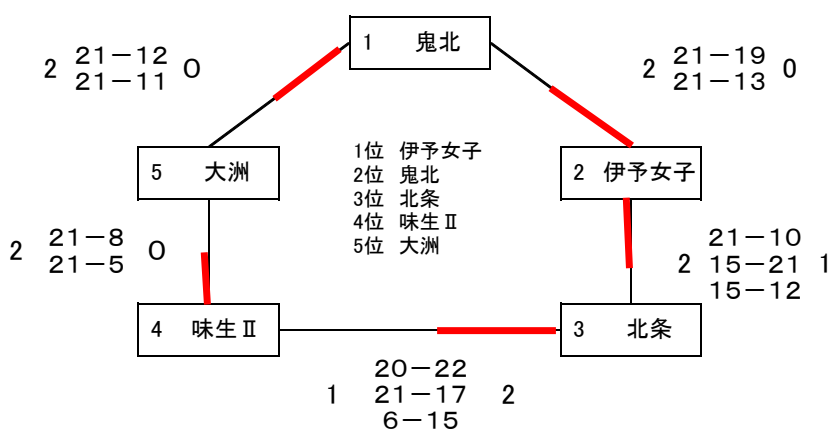 1 鬼北
2 21－12 0
21－11
2 21－19 0
21－13
5 大洲
1位 伊予女子
2位 鬼北
3位 北条
4位 味生Ⅱ
5位 大洲
2 伊予女子
2 21－8 0
21－5
21－10
2 15－21 1
15－12
4 味生Ⅱ
3 北条
20－22
1 21－17 2
6－15